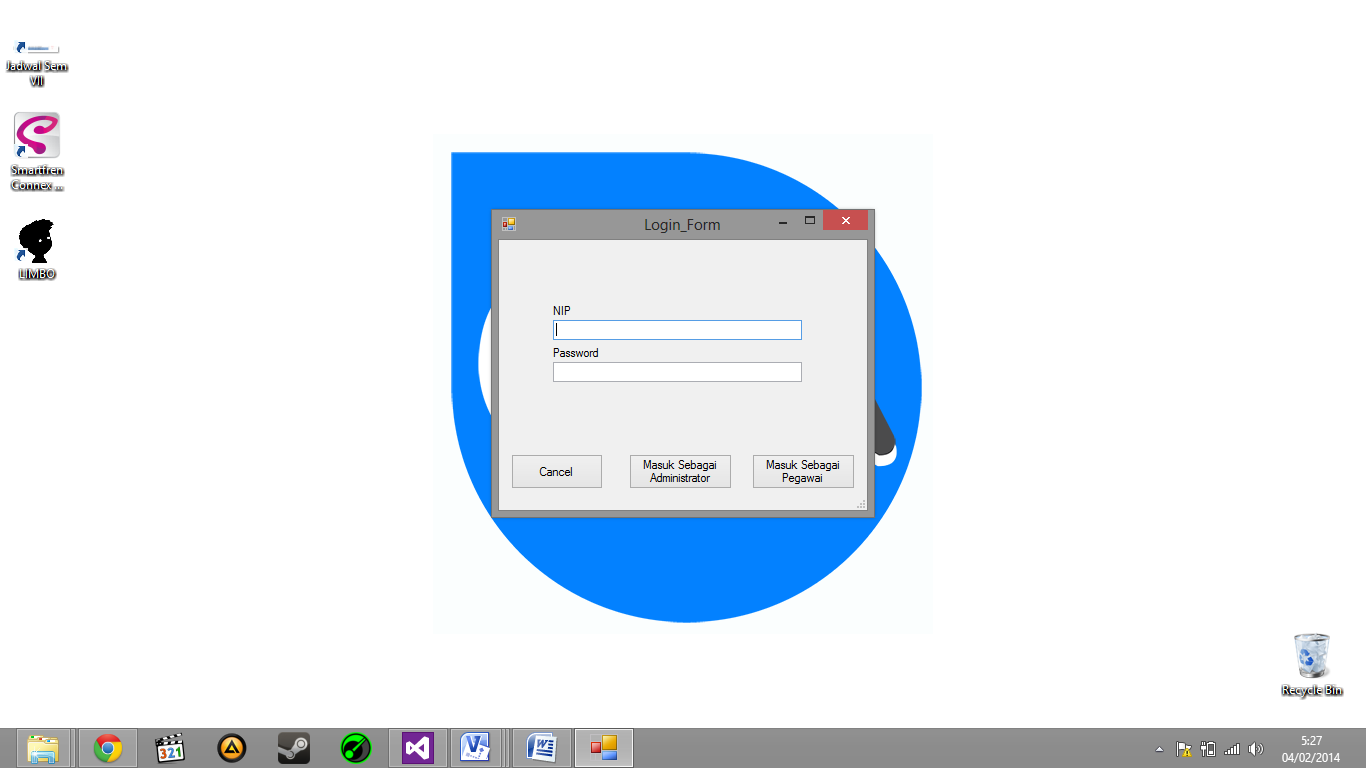 Jadwal Sem
VII
Smartfren
Connex ...
LIMBO
Login_Form
NIP
Password
Cancel
Masuk Sebagai
Administrator
Masuk Sebagai
Pegawai
Recycle Bin
321
5:27
04/02/2014